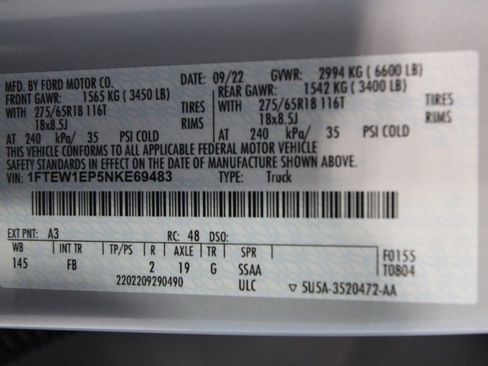 MFD. BY FORD MOTOR CO. DATE: 09/22 GVWR: 2994 KG ( 6600 LB)
FRONT GAWR: 1565 KG ( 3450 LB) REAR GAWR: 1542 KG ( 3400 LB)
WITH 275/65R18 116T TIRES WITH 275/65R18 116T TIRES
18x8.5J RIMS 18x8.5J RIMS
AT 240 kPa/ 35 PSI COLD AT 240 kPa/ 35 PSI COLD
THIS VEHICLE CONFORMS TO ALL APPLICABLE FEDERAL MOTOR VEHICLE
SAFETY STANDARDS IN EFFECT ON THE DATE OF MANUFACTURE SHOWN ABOVE.
VIN: 1FTEW1EP5NKE69483 TYPE: Truck
EXT PNT: A3 RC: 48 DSO: F0155
WB INT TR TP/PS R AXLE TR SPR T0804
145 FB 2 19 G SSAA
2202209290490 ULC ▽ 5U5A-3520472-AA